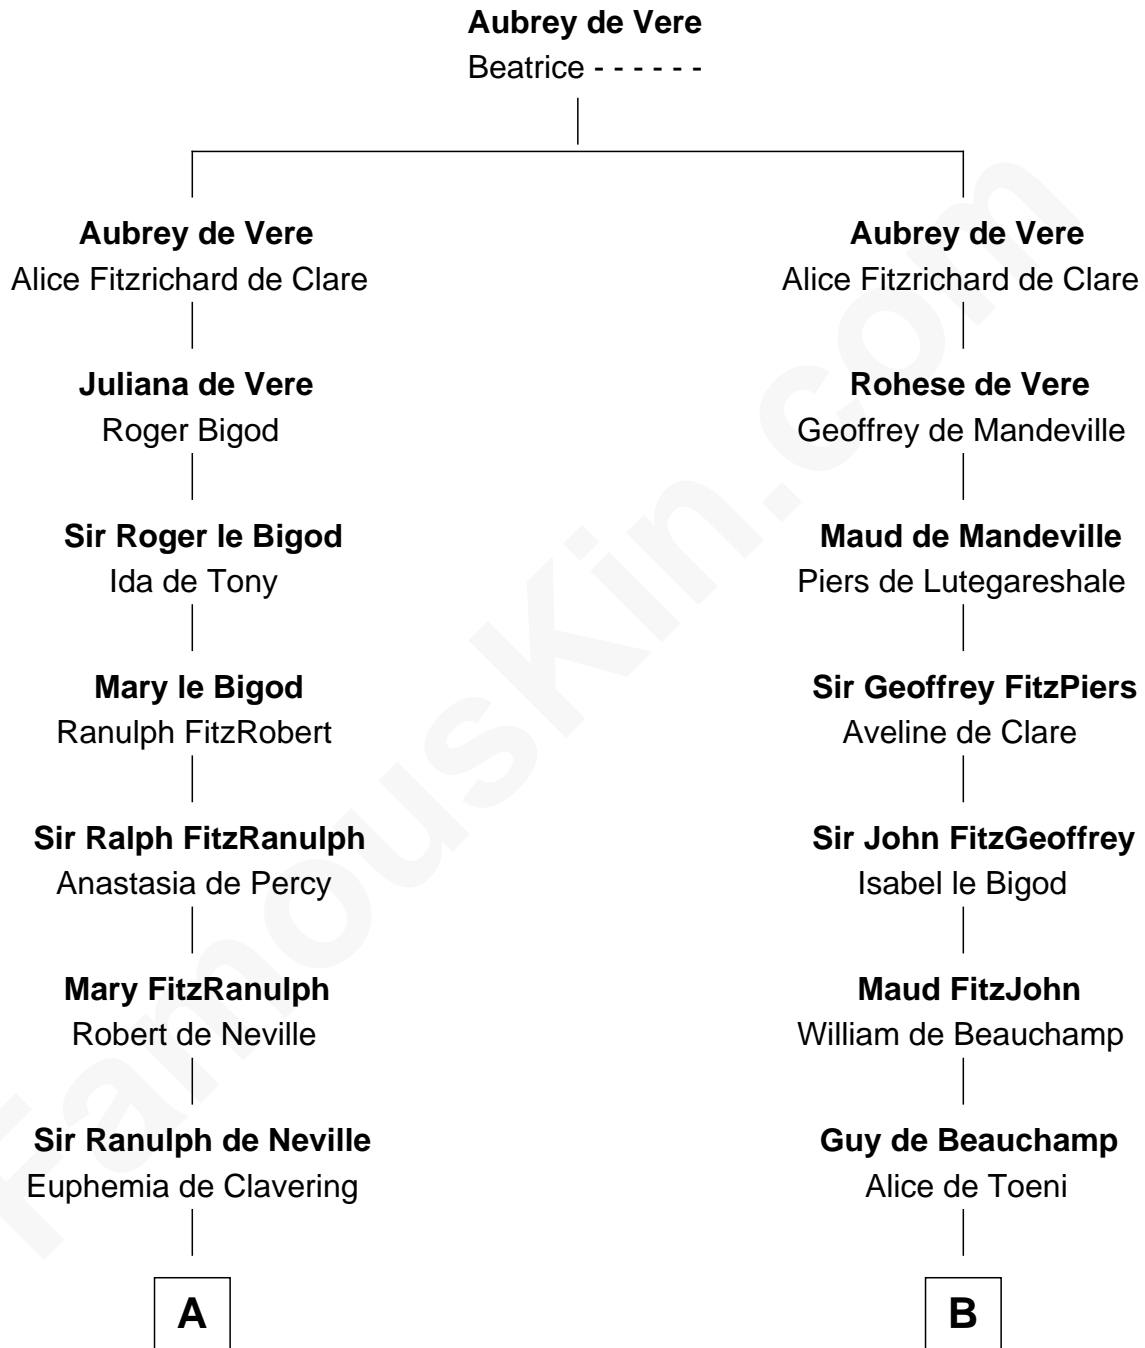 Aubrey de Vere
Beatrice - - - - - -
Aubrey de Vere
Alice Fitzrichard de Clare
Juliana de Vere
Roger Bigod
Sir Roger le Bigod
Ida de Tony
Mary le Bigod
Ranulph FitzRobert
Sir Ralph FitzRanulph
Anastasia de Percy
Mary FitzRanulph
Robert de Neville
Sir Ranulph de Neville
Euphemia de Clavering
A
Aubrey de Vere
Alice Fitzrichard de Clare
Rohese de Vere
Geoffrey de Mandeville
Maud de Mandeville
Piers de Lutegareshale
Sir Geoffrey FitzPiers
Aveline de Clare
Sir John FitzGeoffrey
Isabel le Bigod
Maud FitzJohn
William de Beauchamp
Guy de Beauchamp
Alice de Toeni
B
FamousKin.com